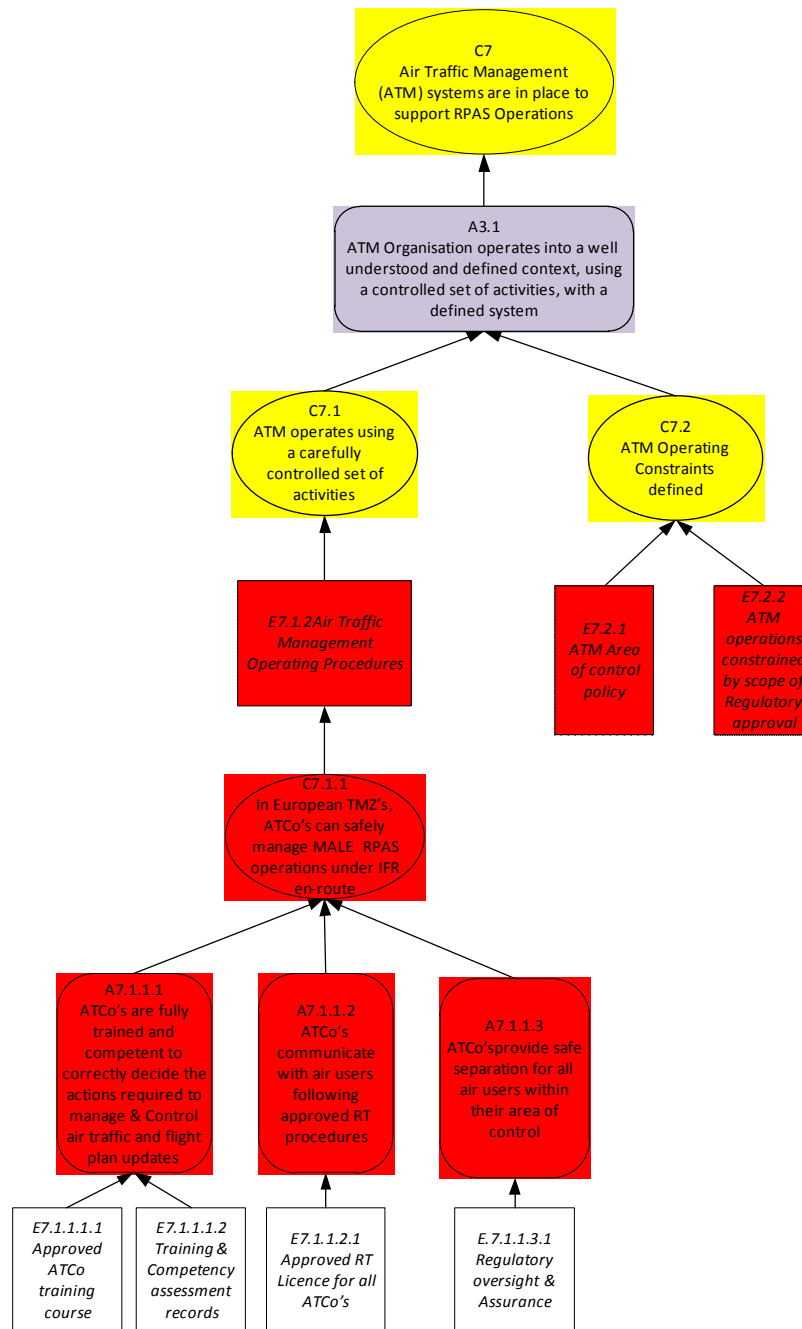 C7
Air Traffic Management
(ATM) systems are in place to
support RPAS Operations
A3.1
ATM Organisation operates into a well
understood and defined context, using
a controlled set of activities, with a
defined system
C7.1
ATM operates using
a carefully
controlled set of
activities
C7.2
ATM Operating
Constraints
defined
E7.1.2Air Traffic
Management
Operating Procedures
E7.2.1
ATM Area
of control
policy
E7.2.2
ATM
operations
constrained
by scope of
Regulatory
approval
C7.1.1
In European TMZ's,
ATCo's can safely
manage MALE RPAS
operations under IFR
en-route
A7.1.1.1
ATCo's are fully
trained and
competent to
correctly decide the
actions required to
manage & Control
air traffic and flight
plan updates
A7.1.1.2
ATCo's
communicate
with air users
following
approved RT
procedures
A7.1.1.3
ATCo'sprovide safe
separation for all
air users within
their area of
control
E7.1.1.1.1
Approved
ATCo
training
course
E7.1.1.1.2
Training &
Competency
assessment
records
E7.1.1.2.1
Approved RT
Licence for all
ATCo's
E.7.1.1.3.1
Regulatory
oversight &
Assurance